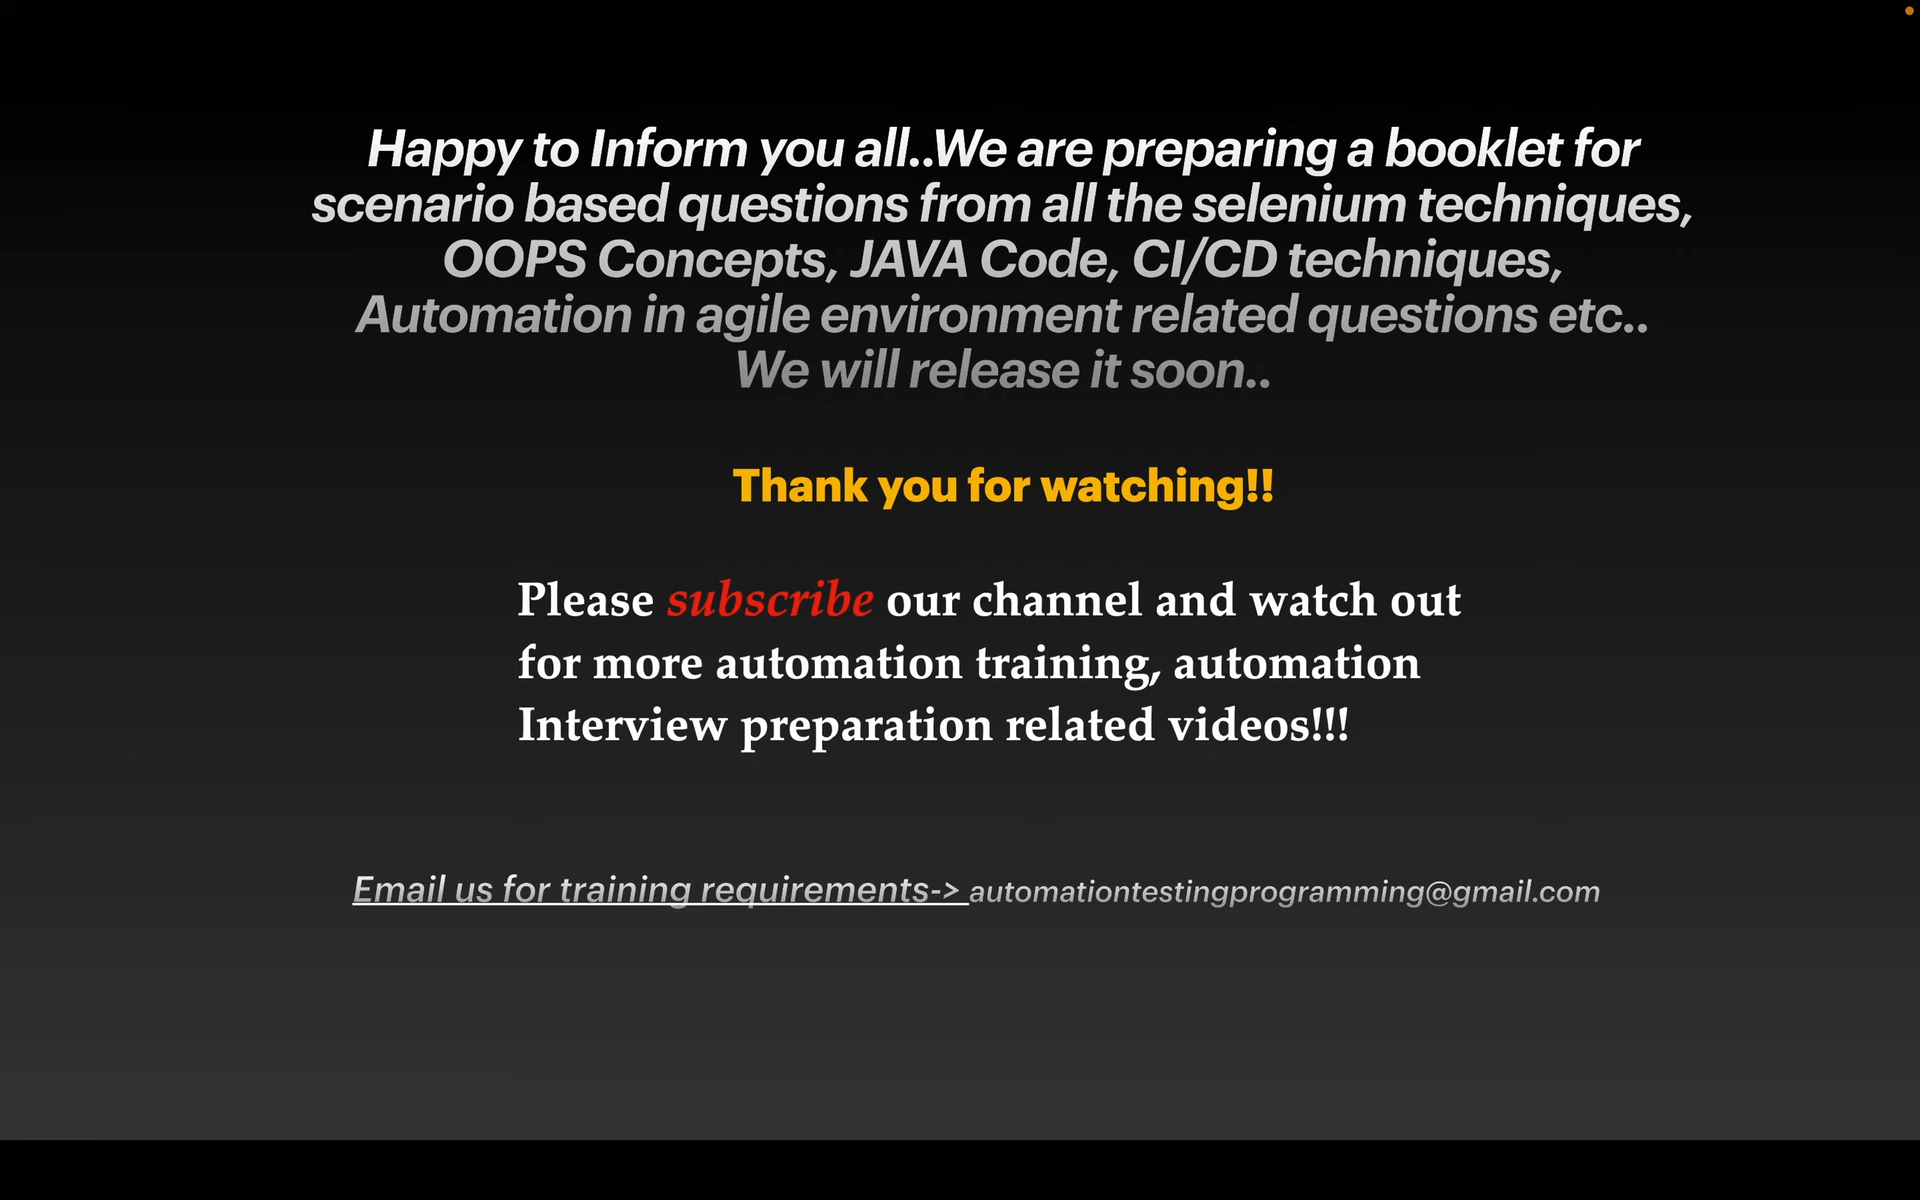 Happy to Inform you all..We are preparing a booklet for
scenario based questions from all the selenium techniques,
OOPS Concepts, JAVA Code, CI/CD techniques,
Automation in agile environment related questions etc..
We will release it soon..
Thank you for watching!!
Please subscribe our channel and watch out
for more automation training, automation
Interview preparation related videos!!!
Email us for training requirements-> automationtestingprogramming@gmail.com